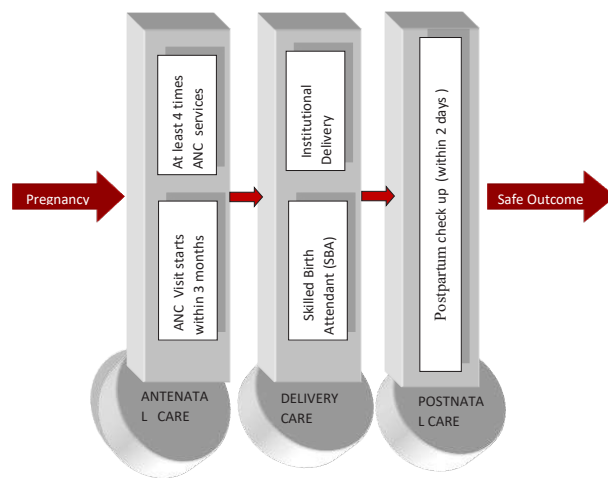 Pregnancy
At least 4 times
ANC services
ANC Visit starts
within 3 months
Institutional
Delivery
Skilled Birth
Attendant (SBA)
Postpartum check up (within 2 days )
Safe Outcome
ANTENATA
L CARE
DELIVERY
CARE
POSTNATA
L CARE